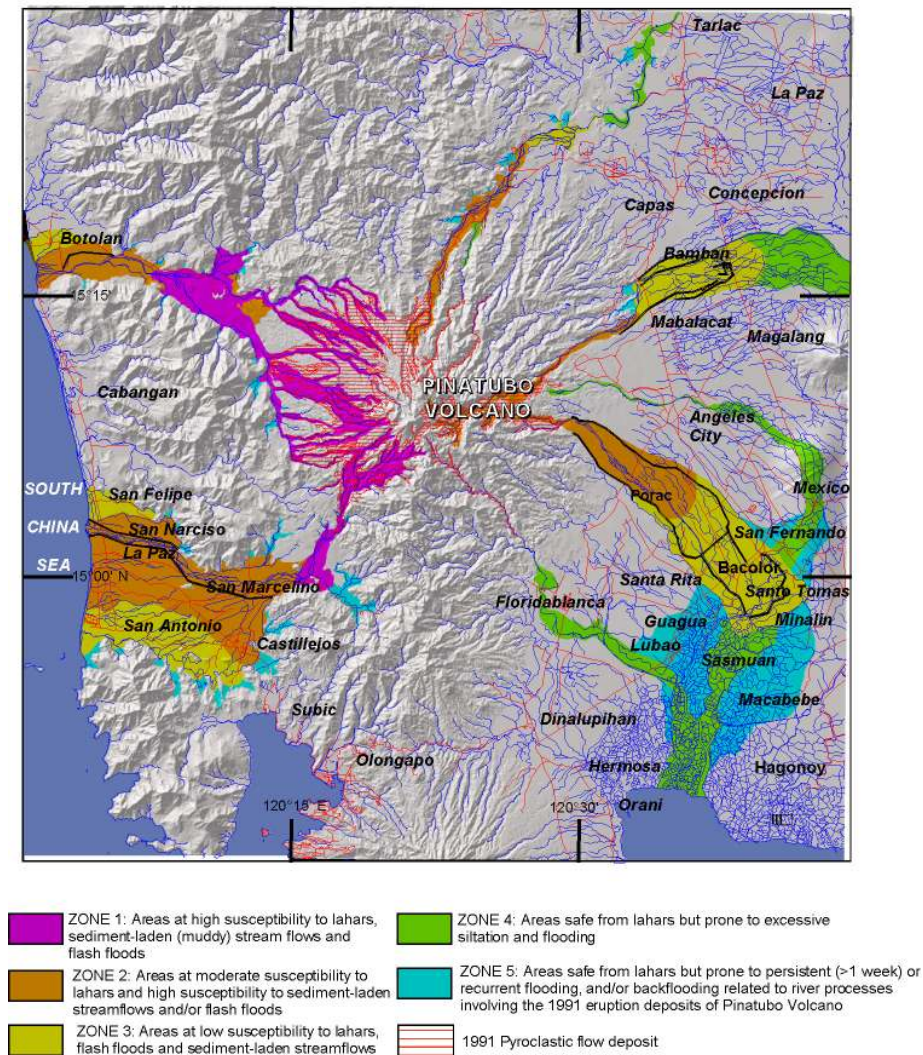 Tarlac
La Paz
Concepcion
Capas
Botolan
Bamban
15°15'
Mabalacat
Magalang
Cabangan
PINATUBO
VOLCANO
Angeles
City
SOUTH
San Felipe
Porac
Mexico
CHINA
San Narciso
San Fernando
La Paz
Bacolor
SEA
15°00' N
San Marcelino
Santa Rita
Santo Tomas
Floridablanca
San Antonio
Guagua
Minalin
Castillejos
Lubao
Sasmuan
Macabebe
Subic
Dinalupihan
Olongapo
Hermosa
Hagonoy
120°15' E
120°30'
Orani
ZONE 1: Areas at high susceptibility to lahars,
sediment-laden (muddy) stream flows and
flash floods
ZONE 2: Areas at moderate susceptibility to
lahars and high susceptibility to sediment-laden
streamflows and/or flash floods
ZONE 3: Areas at low susceptibility to lahars,
flash floods and sediment-laden streamflows
ZONE 4: Areas safe from lahars but prone to excessive
siltation and flooding
ZONE 5: Areas safe from lahars but prone to persistent (>1 week) or
recurrent flooding, and/or backflooding related to river processes
involving the 1991 eruption deposits of Pinatubo Volcano
1991 Pyroclastic flow deposit